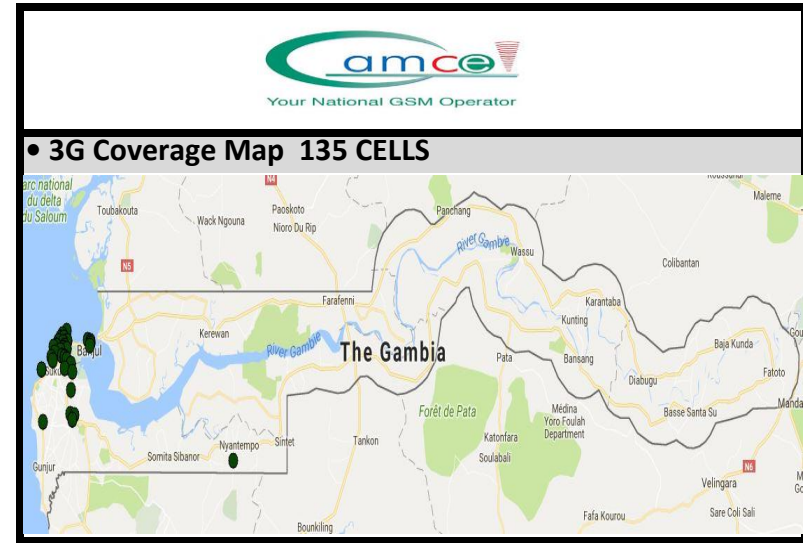 Gamcel
Your National GSM Operator
• 3G Coverage Map 135 CELLS
arc national
du delta
du Saloum
Toubakouta
N4
Wack Ngouna
Paoskoto
Nioro Du Rip
Panchang
Maleme
River Gambie
Wassu
Colibantan
N5
Farafenni
Karantaba
Kunting
Kerewan
River Gambie
The Gambia
Baja Kunda
Banjul
Pata
Bansang
Diabugu
Fatoto
Basse Santa Su
Forêt de Pata
Médina
Yoro Foulah
Department
Katonfara
Soulabali
Nyantempo
Sintet
Tankon
Somita Sibanor
Gunjur
N6
Velingara
Fafa Kourou
Sare Coli Sali
Bounkiling